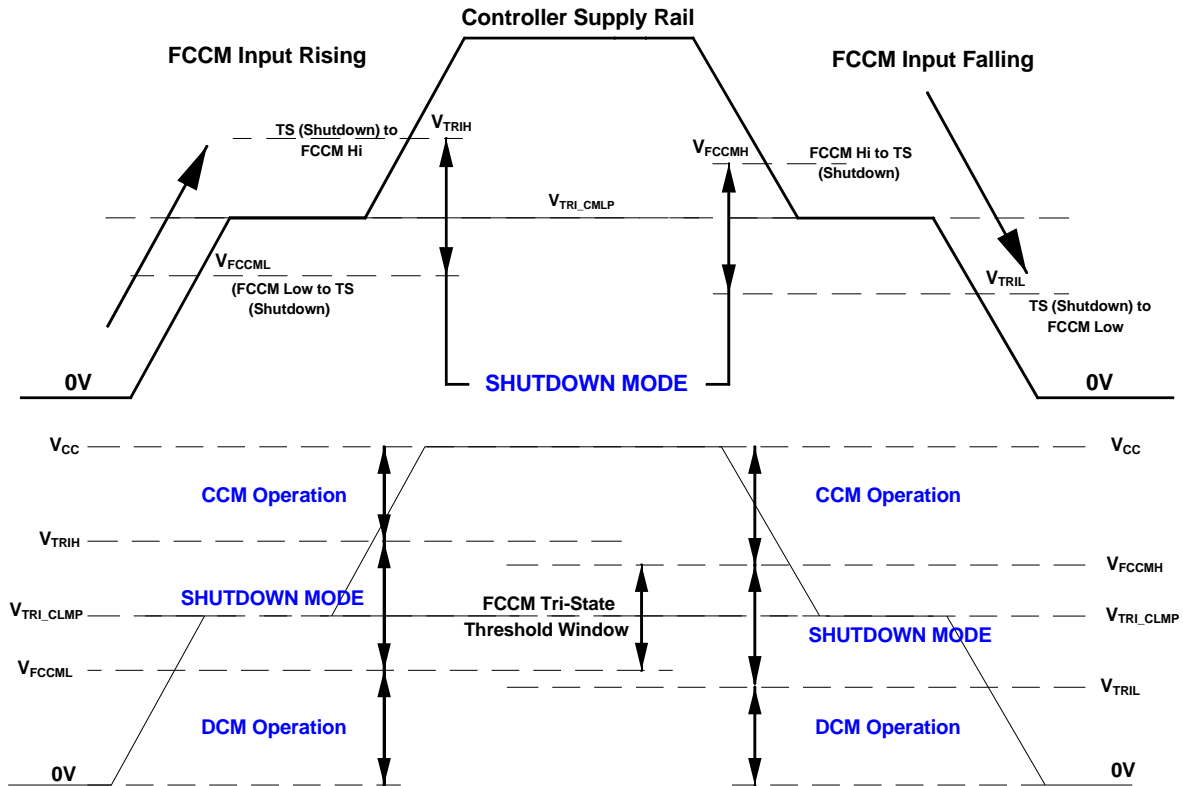 Controller Supply Rail
FCCM Input Rising
FCCM Input Falling
TS (Shutdown) to
FCCM Hi
VTRIH
VFCCMH
FCCM Hi to TS
(Shutdown)
VTRI_CMLP
VFCCML
(FCCM Low to TS
(Shutdown)
VTRIL
TS (Shutdown) to
FCCM Low
0V
SHUTDOWN MODE
0V
VCC
VCC
CCM Operation
CCM Operation
VTRIH
VFCCMH
SHUTDOWN MODE
FCCM Tri-State
Threshold Window
VTRI_CLMP
VTRI_CLMP
SHUTDOWN MODE
VFCCML
VTRIL
DCM Operation
DCM Operation
0V
0V